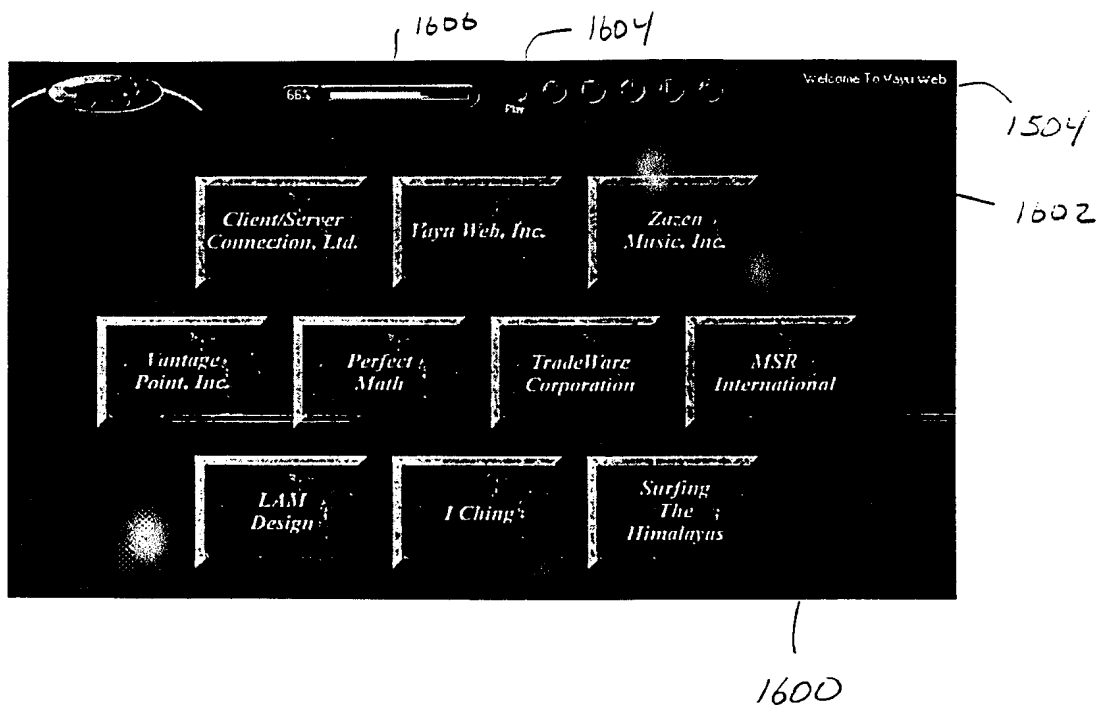 1606
1604
66%
Play
Welcome To Vayu Web
1504
1602
Client/Server
Connection, Ltd.
Vayu Web, Inc.
Zazen
Music, Inc.
Vantage
Point, Inc.
Perfect
Math
TradeWare
Corporation
MSR
International
LAM
Design
I Ching
Surfing
The
Himalayas
1600